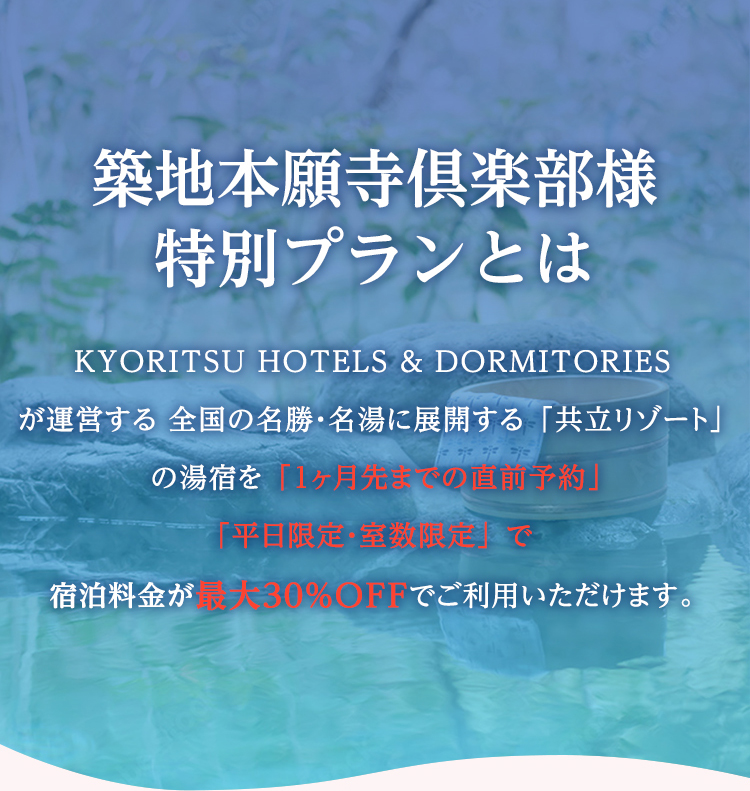 築地本願寺倶楽部様
特別プランとは
KYORITSU HOTELS & DORMITORIES
が運営する 全国の名勝・名湯に展開する「共立リゾート」
の湯宿を「1ヶ月先までの直前予約」
「平日限定・室数限定」で
宿泊料金が最大30%OFFでご利用いただけます。